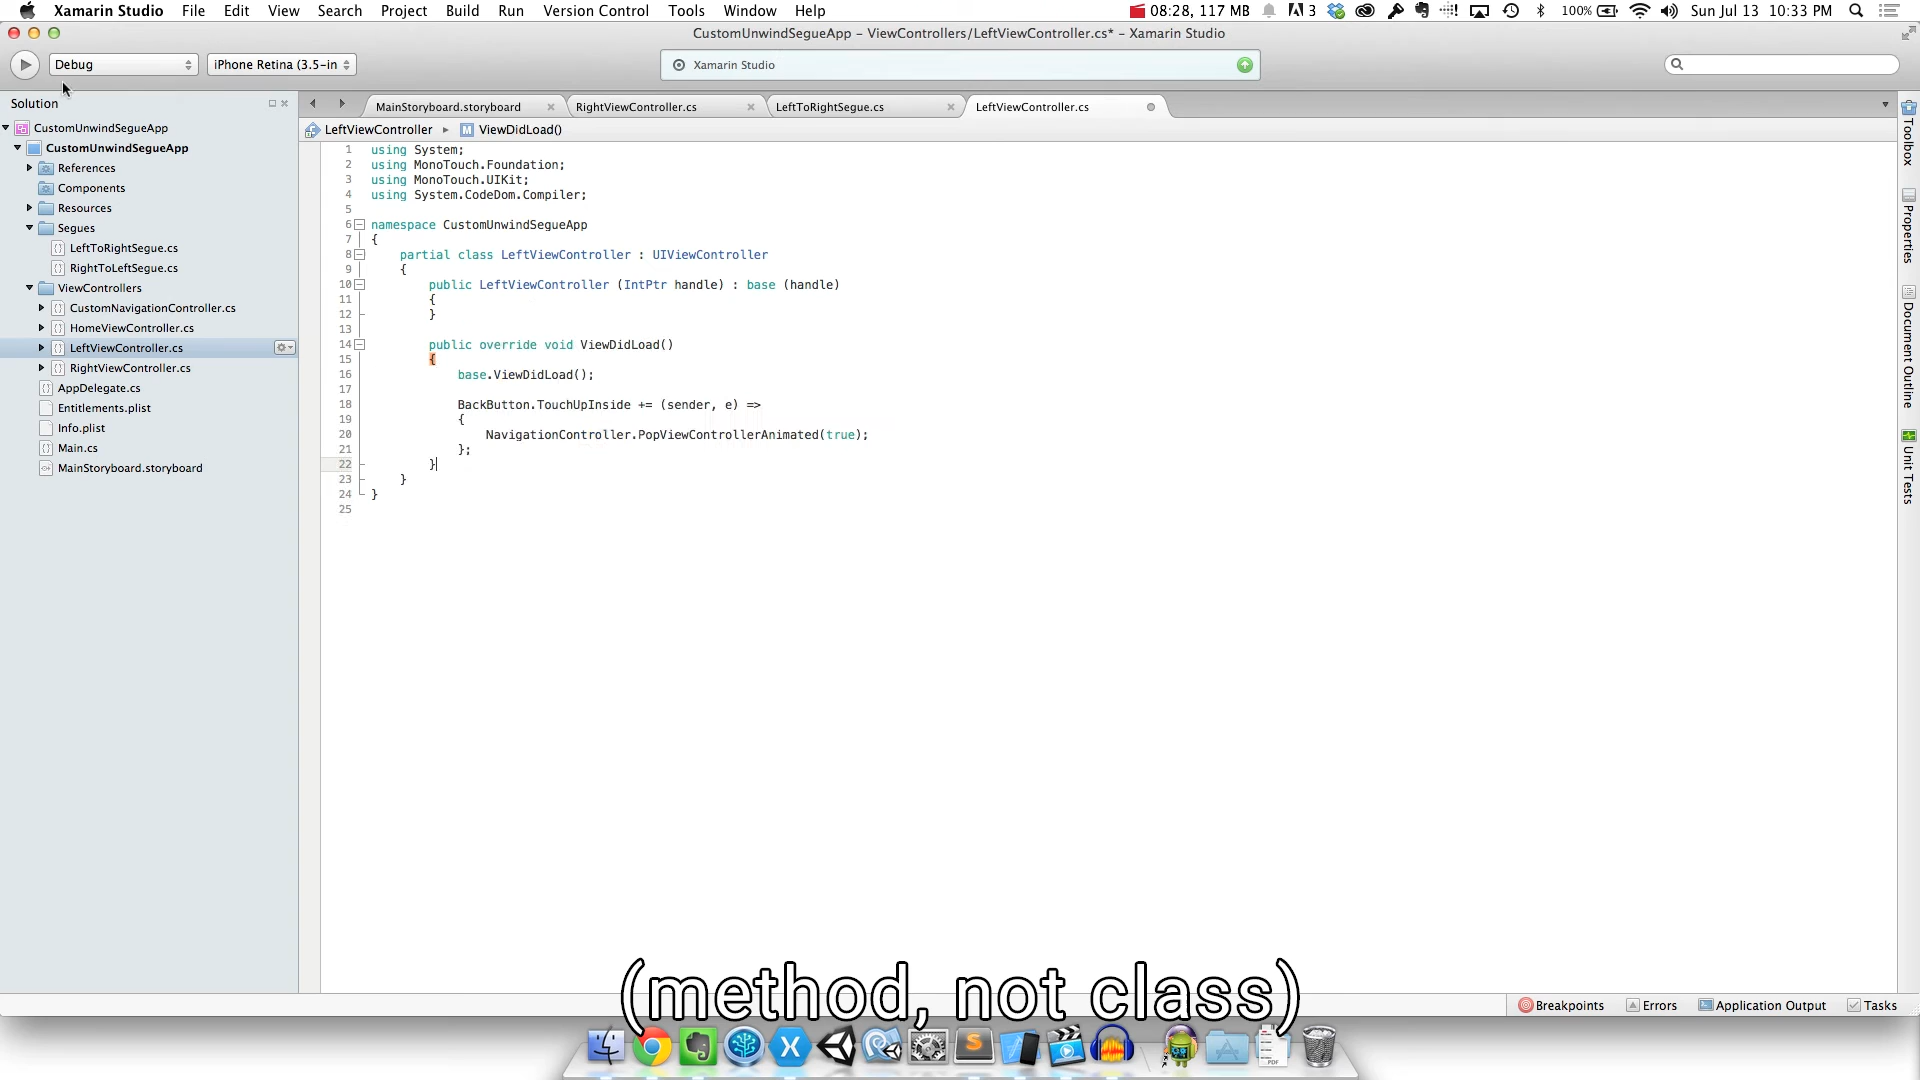 Xamarin Studio File Edit View Search Project Build Run Version Control Tools Window Help 08:28, 117 MB 3 100% Sun Jul 13 10:33 PM
CustomUnwindSegueApp – ViewControllers/LeftViewController.cs* – Xamarin Studio
Debug iPhone Retina (3.5-in Xamarin Studio
Solution
CustomUnwindSegueApp
CustomUnwindSegueApp
References
Components
Resources
Segues
LeftToRightSegue.cs
RightToLeftSegue.cs
ViewControllers
CustomNavigationController.cs
HomeViewController.cs
LeftViewController.cs
RightViewController.cs
AppDelegate.cs
Entitlements.plist
Info.plist
Main.cs
MainStoryboard.storyboard
MainStoryboard.storyboard RightViewController.cs LeftToRightSegue.cs LeftViewController.cs
LeftViewController ViewDidLoad()
1 using System;
2 using MonoTouch.Foundation;
3 using MonoTouch.UIKit;
4 using System.CodeDom.Compiler;
5
6 namespace CustomUnwindSegueApp
7 {
8 partial class LeftViewController : UIViewController
9 {
10 public LeftViewController (IntPtr handle) : base (handle)
11 {
12 }
13
14 public override void ViewDidLoad()
15 {
16 base.ViewDidLoad();
17
18 BackButton.TouchUpInside += (sender, e) =>
19 {
20 NavigationController.PopViewControllerAnimated(true);
21 };
22 }
23 }
24 }
25
Toolbox
Properties
Document Outline
Unit Tests
(method, not class)
Breakpoints Errors Application Output Tasks
X
S
PDF